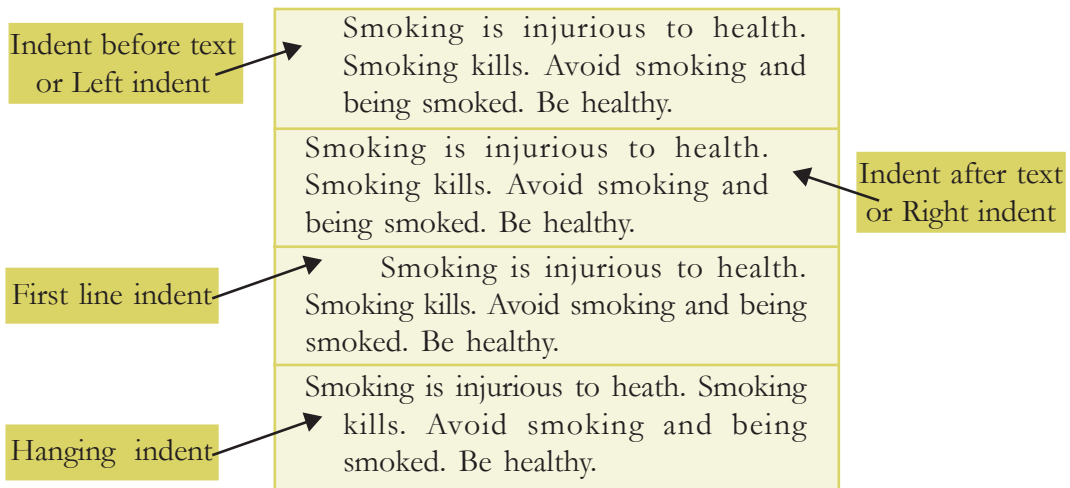 Indent before text
or Left indent
Smoking is injurious to health.
Smoking kills. Avoid smoking and
being smoked. Be healthy.
Smoking is injurious to health.
Smoking kills. Avoid smoking and
being smoked. Be healthy.
Indent after text
or Right indent
First line indent
Smoking is injurious to health.
Smoking kills. Avoid smoking and being
smoked. Be healthy.
Hanging indent
Smoking is injurious to heath. Smoking
kills. Avoid smoking and being
smoked. Be healthy.